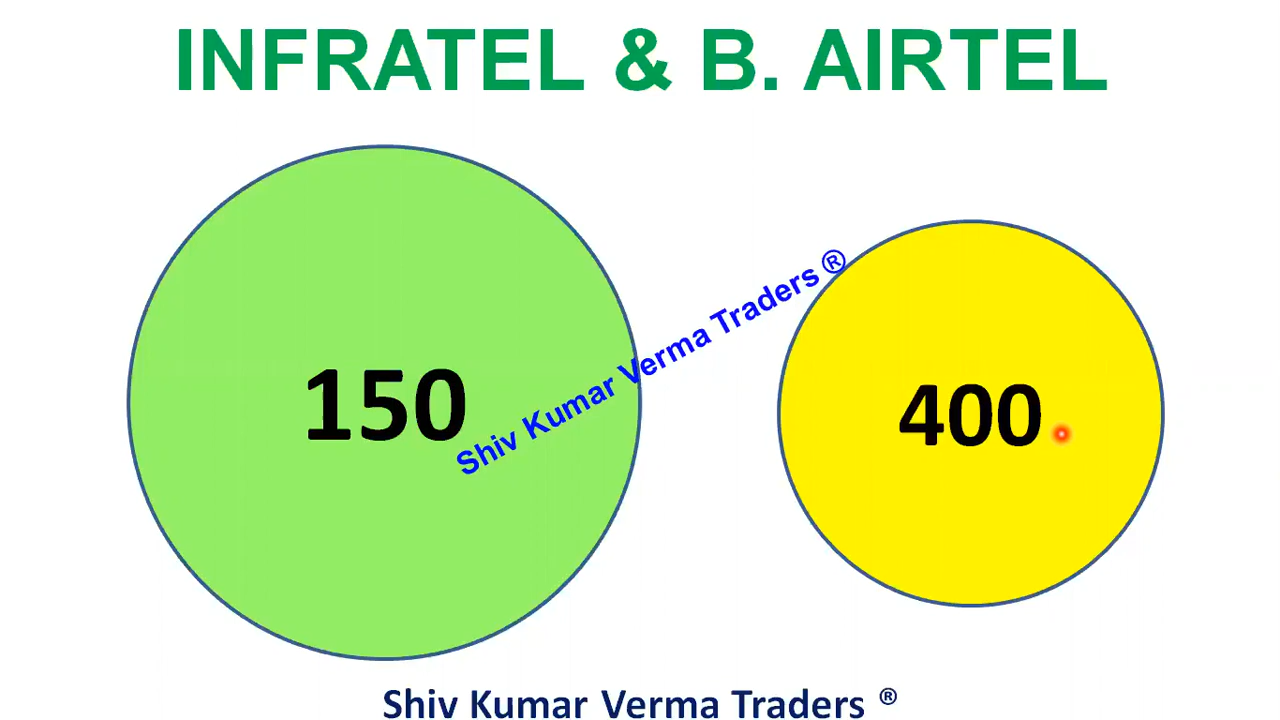 INFRATEL & B. AIRTEL
Shiv Kumar Verma Traders ®
150
400
Shiv Kumar Verma Traders ®